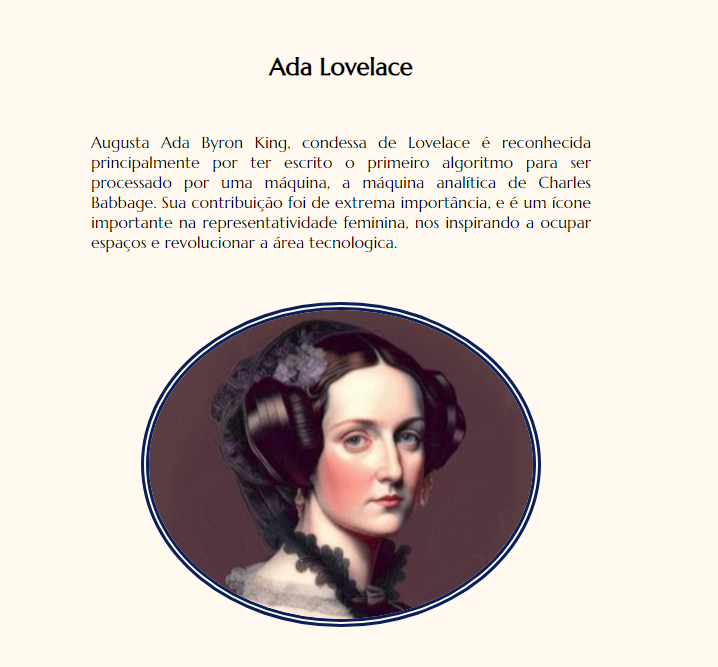 Ada Lovelace
Augusta Ada Byron King, condessa de Lovelace é reconhecida
principalmente por ter escrito o primeiro algoritmo para ser
processado por uma máquina, a máquina analítica de Charles
Babbage. Sua contribuição foi de extrema importância, e é um ícone
importante na representatividade feminina, nos inspirando a ocupar
espaços e revolucionar a área tecnologica.